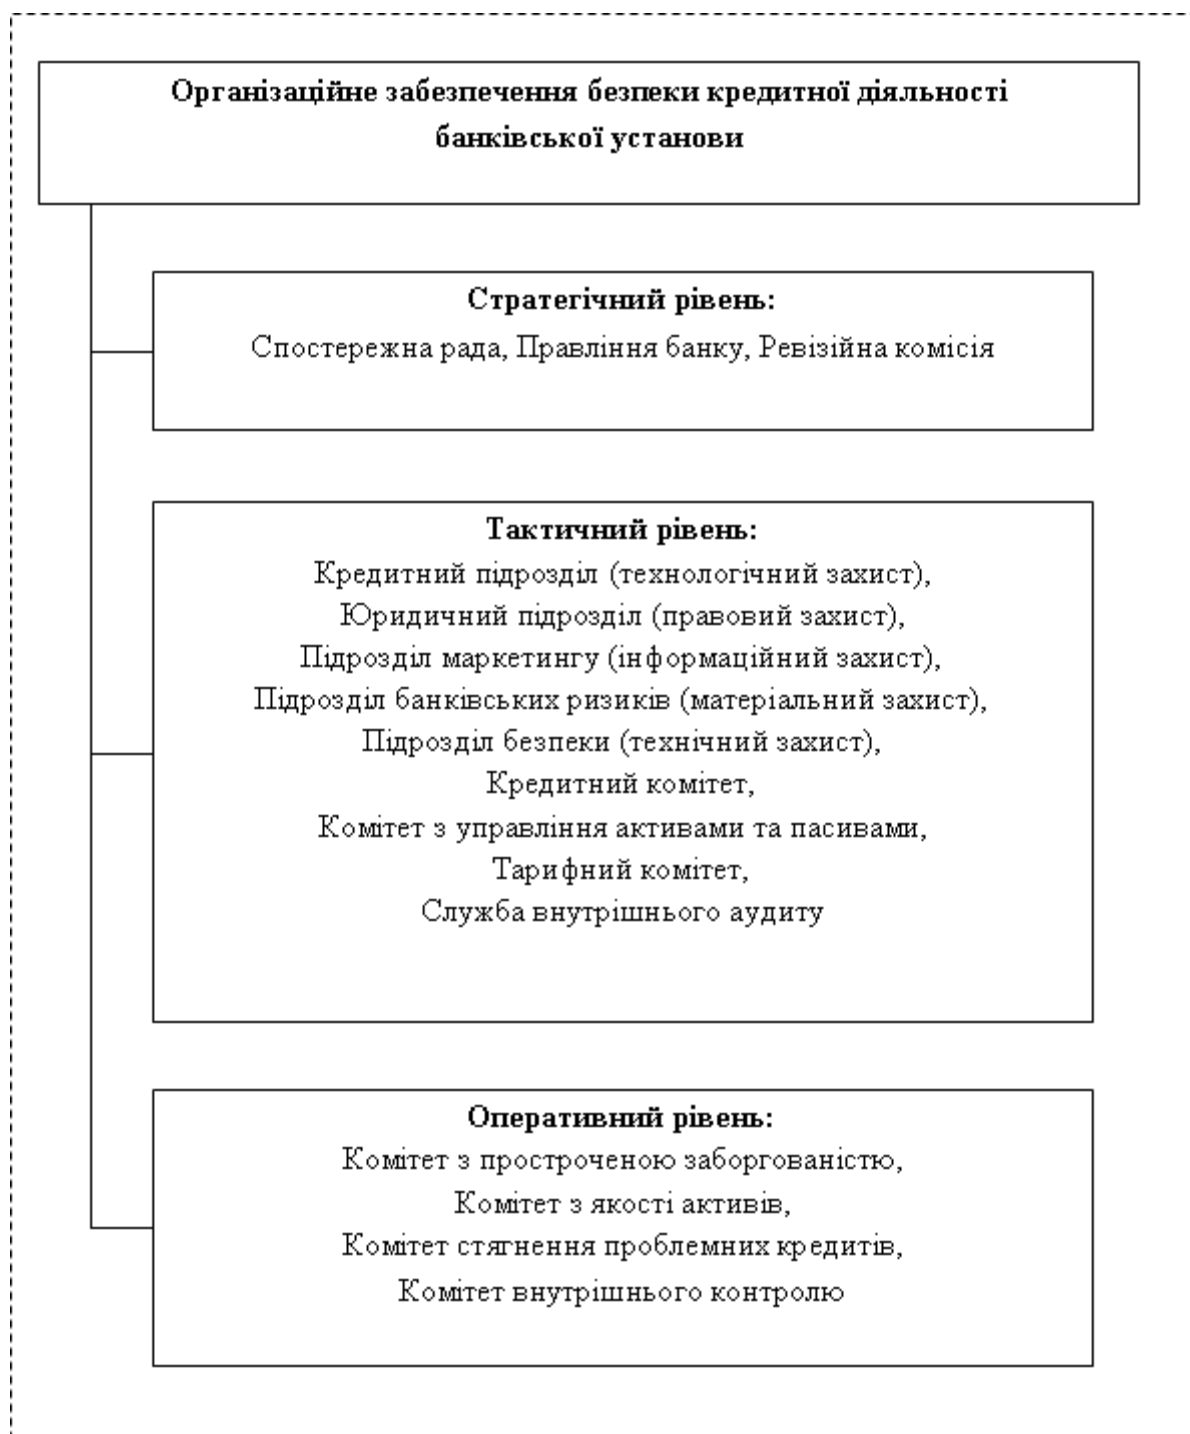 Організаційне забезпечення безпеки кредитної діяльності
банківської установи
Стратегічний рівень:
Спостережна рада, Правління банку, Ревізійна комісія
Тактичний рівень:
Кредитний підрозділ (технологічний захист),
Юридичний підрозділ (правовий захист),
Підрозділ маркетингу (інформаційний захист),
Підрозділ банківських ризиків (матеріальний захист),
Підрозділ безпеки (технічний захист),
Кредитний комітет,
Комітет з управління активами та пасивами,
Тарифний комітет,
Служба внутрішнього аудиту
Оперативний рівень:
Комітет з простроченою заборгованістю,
Комітет з якості активів,
Комітет стягнення проблемних кредитів,
Комітет внутрішнього контролю